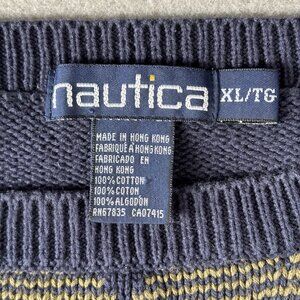 nautica
XL/TG
MADE IN HONG KONG
FABRIQUÉ A HONG KONG
FABRICADO EN
HONG KONG
100% COTTON
100% COTON
100% ALGODON
RN67835 CA07415